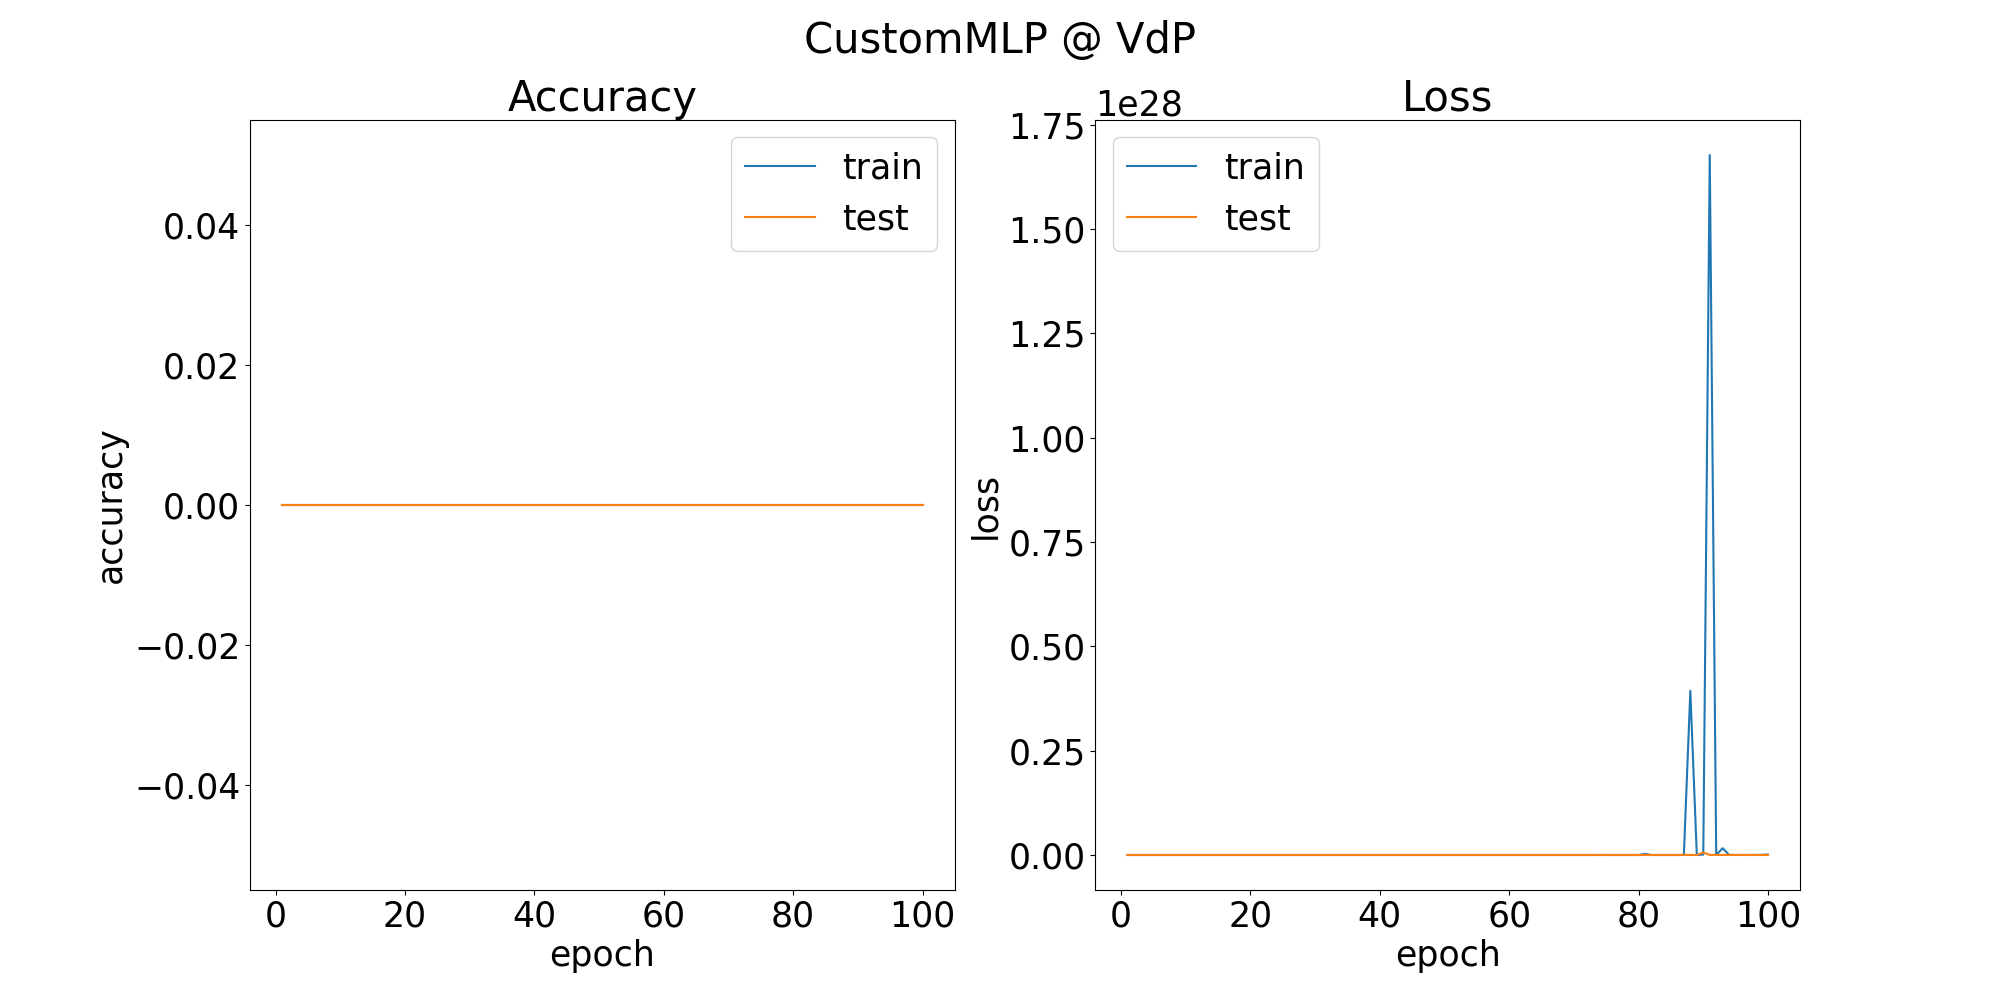 CustomMLP @ VdP
Accuracy
train
test
0.04
0.02
0.00
−0.02
−0.04
accuracy
0 20 40 60 80 100
epoch
Loss
1e28
train
test
1.75
1.50
1.25
1.00
0.75
0.50
0.25
0.00
loss
0 20 40 60 80 100
epoch